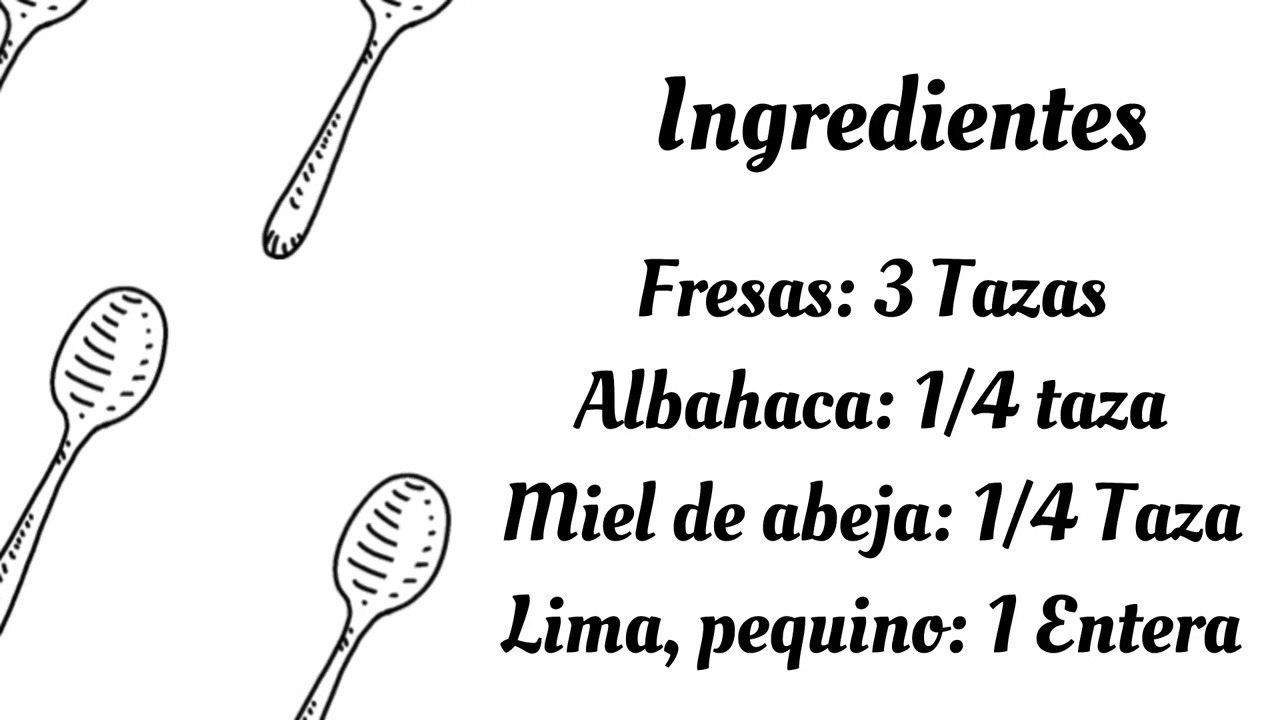 Ingredientes
Fresas: 3 Tazas
Albahaca: 1/4 taza
Miel de abeja: 1/4 Taza
Lima, pequino: 1 Entera